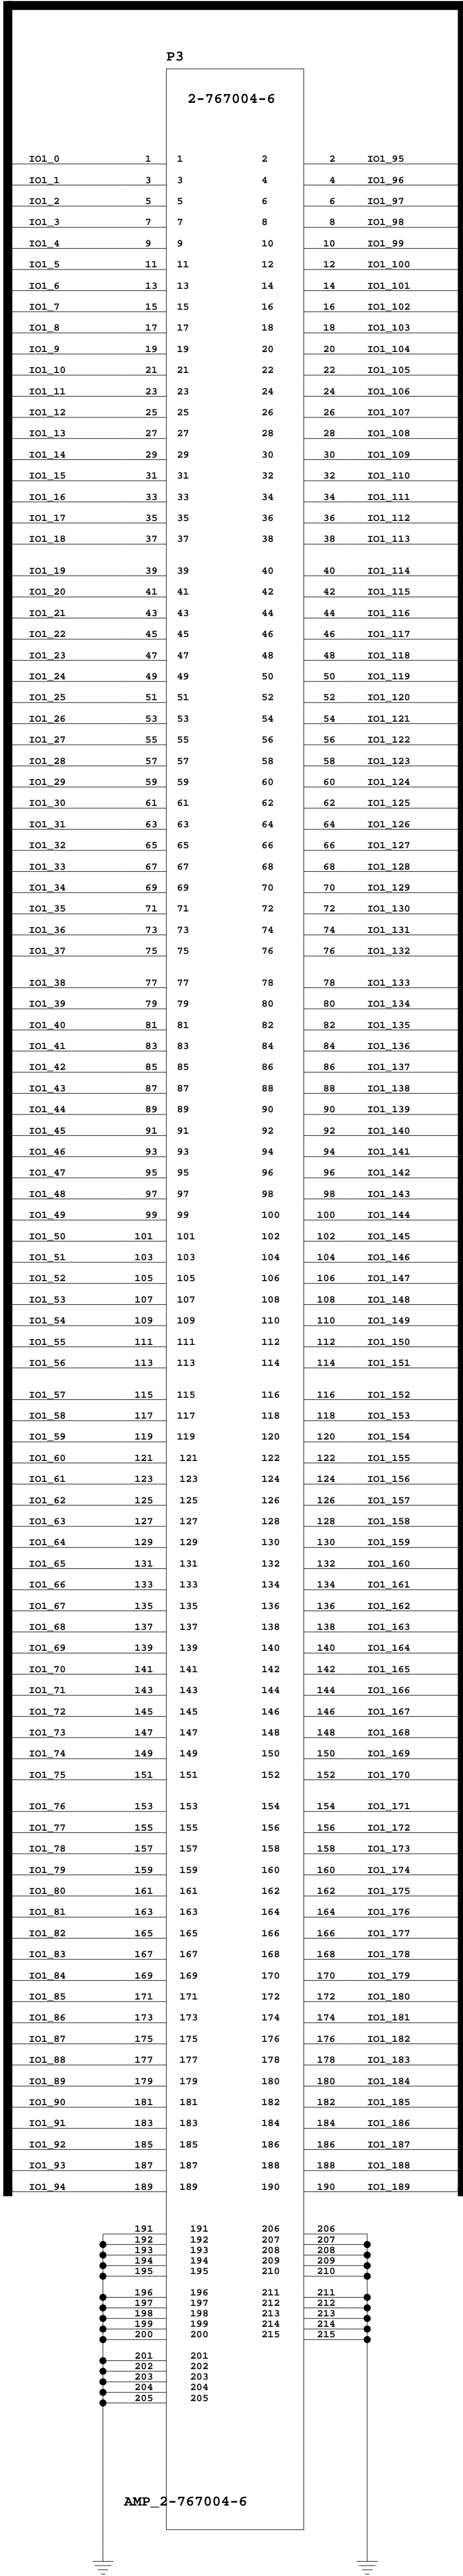 P3
2-767004-6
IO1_0 1 1 2 2 IO1_95
IO1_1 3 3 4 4 IO1_96
IO1_2 5 5 6 6 IO1_97
IO1_3 7 7 8 8 IO1_98
IO1_4 9 9 10 10 IO1_99
IO1_5 11 11 12 12 IO1_100
IO1_6 13 13 14 14 IO1_101
IO1_7 15 15 16 16 IO1_102
IO1_8 17 17 18 18 IO1_103
IO1_9 19 19 20 20 IO1_104
IO1_10 21 21 22 22 IO1_105
IO1_11 23 23 24 24 IO1_106
IO1_12 25 25 26 26 IO1_107
IO1_13 27 27 28 28 IO1_108
IO1_14 29 29 30 30 IO1_109
IO1_15 31 31 32 32 IO1_110
IO1_16 33 33 34 34 IO1_111
IO1_17 35 35 36 36 IO1_112
IO1_18 37 37 38 38 IO1_113
IO1_19 39 39 40 40 IO1_114
IO1_20 41 41 42 42 IO1_115
IO1_21 43 43 44 44 IO1_116
IO1_22 45 45 46 46 IO1_117
IO1_23 47 47 48 48 IO1_118
IO1_24 49 49 50 50 IO1_119
IO1_25 51 51 52 52 IO1_120
IO1_26 53 53 54 54 IO1_121
IO1_27 55 55 56 56 IO1_122
IO1_28 57 57 58 58 IO1_123
IO1_29 59 59 60 60 IO1_124
IO1_30 61 61 62 62 IO1_125
IO1_31 63 63 64 64 IO1_126
IO1_32 65 65 66 66 IO1_127
IO1_33 67 67 68 68 IO1_128
IO1_34 69 69 70 70 IO1_129
IO1_35 71 71 72 72 IO1_130
IO1_36 73 73 74 74 IO1_131
IO1_37 75 75 76 76 IO1_132
IO1_38 77 77 78 78 IO1_133
IO1_39 79 79 80 80 IO1_134
IO1_40 81 81 82 82 IO1_135
IO1_41 83 83 84 84 IO1_136
IO1_42 85 85 86 86 IO1_137
IO1_43 87 87 88 88 IO1_138
IO1_44 89 89 90 90 IO1_139
IO1_45 91 91 92 92 IO1_140
IO1_46 93 93 94 94 IO1_141
IO1_47 95 95 96 96 IO1_142
IO1_48 97 97 98 98 IO1_143
IO1_49 99 99 100 100 IO1_144
IO1_50 101 101 102 102 IO1_145
IO1_51 103 103 104 104 IO1_146
IO1_52 105 105 106 106 IO1_147
IO1_53 107 107 108 108 IO1_148
IO1_54 109 109 110 110 IO1_149
IO1_55 111 111 112 112 IO1_150
IO1_56 113 113 114 114 IO1_151
IO1_57 115 115 116 116 IO1_152
IO1_58 117 117 118 118 IO1_153
IO1_59 119 119 120 120 IO1_154
IO1_60 121 121 122 122 IO1_155
IO1_61 123 123 124 124 IO1_156
IO1_62 125 125 126 126 IO1_157
IO1_63 127 127 128 128 IO1_158
IO1_64 129 129 130 130 IO1_159
IO1_65 131 131 132 132 IO1_160
IO1_66 133 133 134 134 IO1_161
IO1_67 135 135 136 136 IO1_162
IO1_68 137 137 138 138 IO1_163
IO1_69 139 139 140 140 IO1_164
IO1_70 141 141 142 142 IO1_165
IO1_71 143 143 144 144 IO1_166
IO1_72 145 145 146 146 IO1_167
IO1_73 147 147 148 148 IO1_168
IO1_74 149 149 150 150 IO1_169
IO1_75 151 151 152 152 IO1_170
IO1_76 153 153 154 154 IO1_171
IO1_77 155 155 156 156 IO1_172
IO1_78 157 157 158 158 IO1_173
IO1_79 159 159 160 160 IO1_174
IO1_80 161 161 162 162 IO1_175
IO1_81 163 163 164 164 IO1_176
IO1_82 165 165 166 166 IO1_177
IO1_83 167 167 168 168 IO1_178
IO1_84 169 169 170 170 IO1_179
IO1_85 171 171 172 172 IO1_180
IO1_86 173 173 174 174 IO1_181
IO1_87 175 175 176 176 IO1_182
IO1_88 177 177 178 178 IO1_183
IO1_89 179 179 180 180 IO1_184
IO1_90 181 181 182 182 IO1_185
IO1_91 183 183 184 184 IO1_186
IO1_92 185 185 186 186 IO1_187
IO1_93 187 187 188 188 IO1_188
IO1_94 189 189 190 190 IO1_189
191 191 206 206
192 192 207 207
193 193 208 208
194 194 209 209
195 195 210 210
196 196 211 211
197 197 212 212
198 198 213 213
199 199 214 214
200 200 215 215
201 201
202 202
203 203
204 204
205 205
AMP_2-767004-6